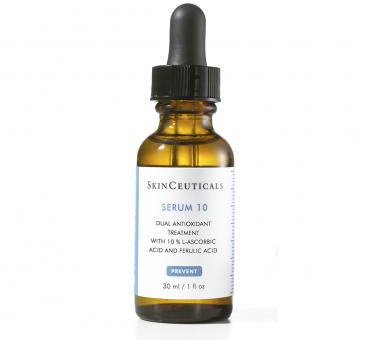 SKINCEUTICALS
SERUM 10
DUAL ANTIOXIDANT
TREATMENT
WITH 10 % L-ASCORBIC
ACID AND FERULIC ACID
PREVENT
30 ml / 1 fl oz